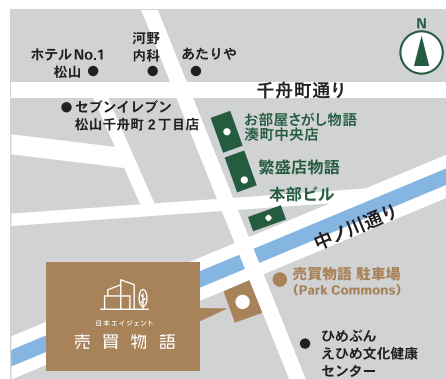 N
河野
内科
ホテルNo.1
松山
あたりや
千舟町通り
セブンイレブン
松山千舟町２丁目店
お部屋さがし物語
湊町中央店
繁盛店物語
本部ビル
中ノ川通り
売買物語 駐車場
（Park Commons）
日本エイジェント
売買物語
ひめぶん
えひめ文化健康
センター